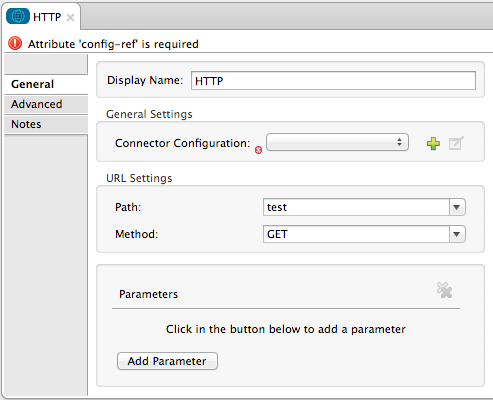 HTTP
Attribute 'config-ref' is required
General
Advanced
Notes
Display Name: HTTP
General Settings
Connector Configuration:
URL Settings
Path: test
Method: GET
Parameters
Click in the button below to add a parameter
Add Parameter